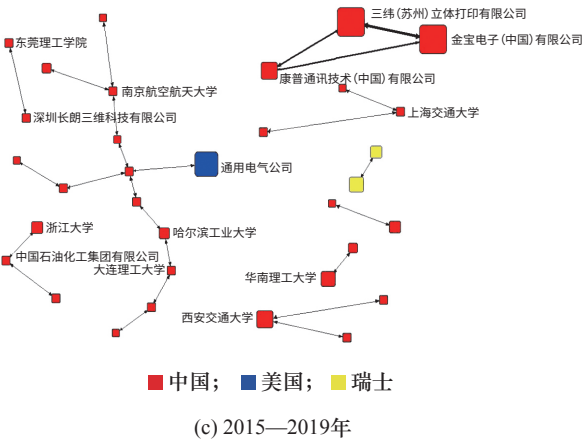 三纬(苏州)立体打印有限公司
东莞理工学院
金宝电子(中国)有限公司
康普通讯技术(中国)有限公司
南京航空航天大学
深圳长朗三维科技有限公司
上海交通大学
通用电气公司
浙江大学
哈尔滨工业大学
中国石油化工集团有限公司
大连理工大学
华南理工大学
西安交通大学
中国； 美国； 瑞士
(c) 2015—2019年